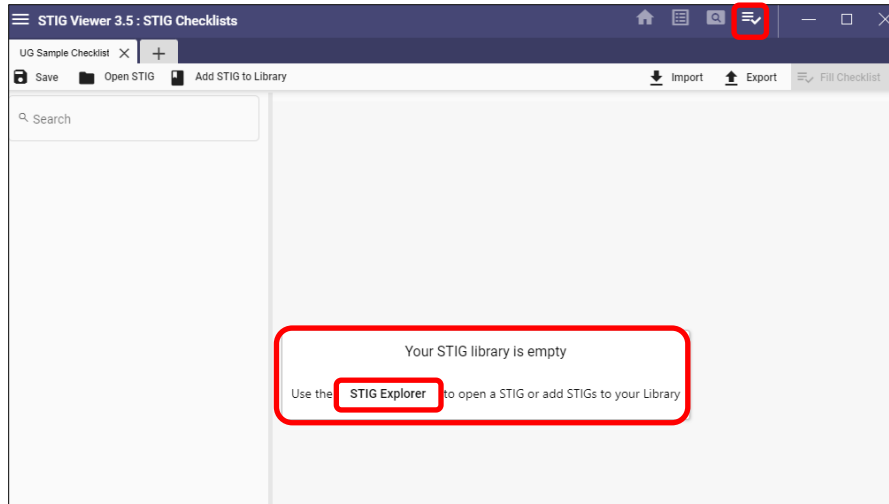 STIG Viewer 3.5 : STIG Checklists
UG Sample Checklist
Save Open STIG Add STIG to Library Import Export Fill Checklist
Search
Your STIG library is empty
Use the STIG Explorer to open a STIG or add STIGs to your Library